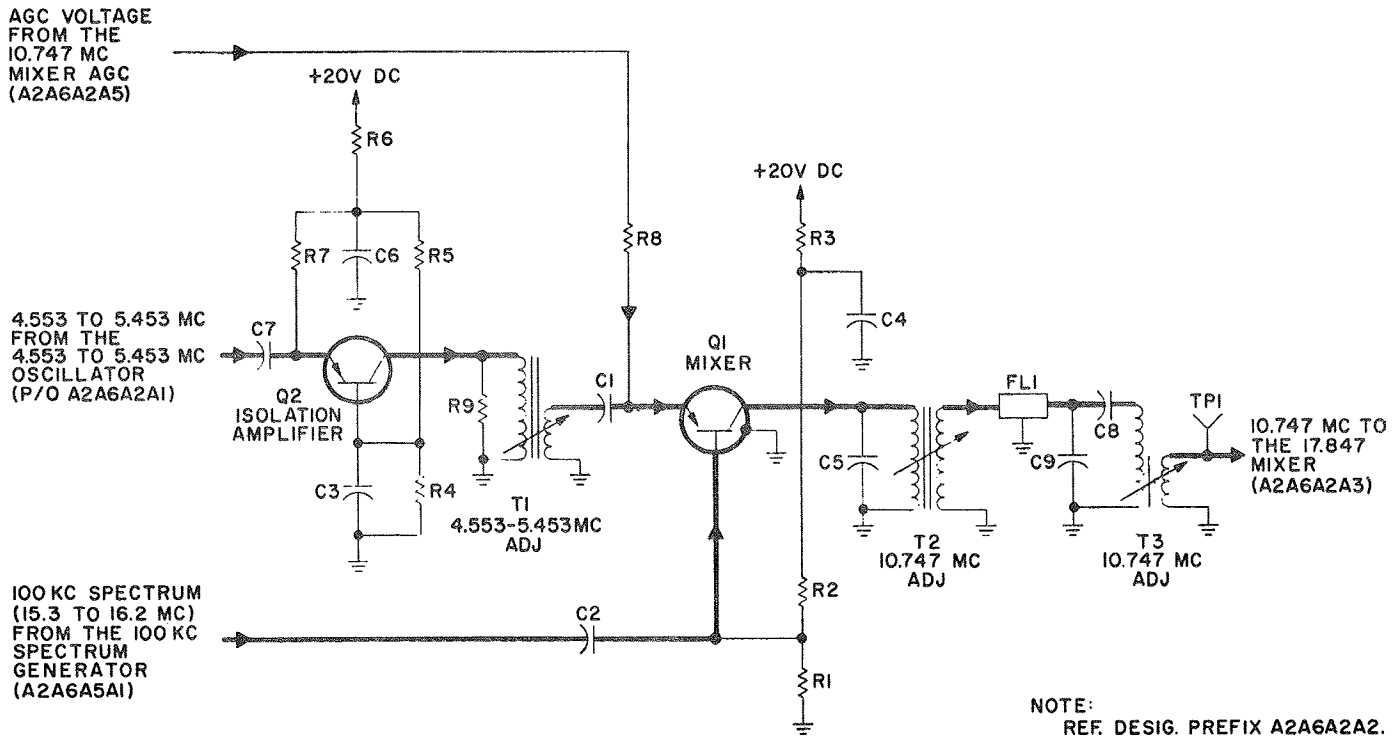 AGC VOLTAGE
FROM THE
10.747 MC
MIXER AGC
(A2A6A2A5)
+20V DC
R6
R7
C6
R5
R8
+20V DC
R3
C4
4.553 TO 5.453 MC
FROM THE
4.553 TO 5.453 MC
OSCILLATOR
(P/O A2A6A2A1)
C7
Q2
ISOLATION
AMPLIFIER
R9
C1
Q1
MIXER
C5
FL1
C8
C9
TP1
10.747 MC TO
THE 17.847
MIXER
(A2A6A2A3)
C3
R4
T1
4.553-5.453MC
ADJ
T2
10.747 MC
ADJ
T3
10.747 MC
ADJ
100 KC SPECTRUM
(15.3 TO 16.2 MC)
FROM THE 100 KC
SPECTRUM
GENERATOR
(A2A6A5A1)
C2
R2
R1
NOTE:
REF. DESIG. PREFIX A2A6A2A2.